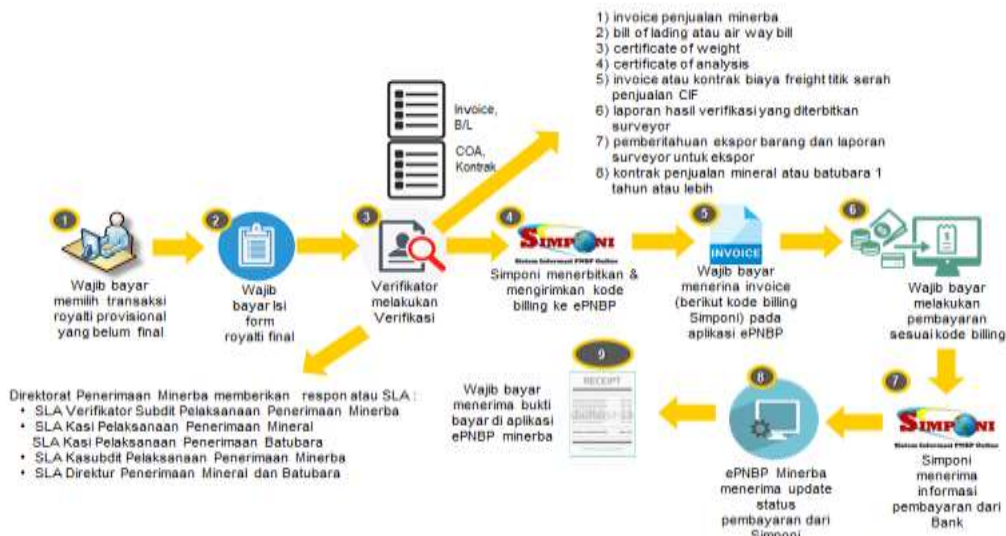 1) invoice penjualan minerba
2) bill of lading atau air way bill
3) certificate of weight
4) certificate of analysis
5) invoice atau kontrak biaya freight titik serah
penjualan CIF
6) laporan hasil verifikasi yang diterbitkan
surveyor
7) pemberitahuan ekspor barang dan laporan
surveyor untuk ekspor
8) kontrak penjualan mineral atau batubara 1
tahun atau lebih
Invoice,
B/L
COA,
Kontrak
1
Wajib bayar
memilih transaksi
royalti provisional
yang belum final
2
Wajib
bayar Isi
form
royalti final
3
Verifikator
melakukan
Verifikasi
4
SIMPONI
Sistem Informasi PNBP Online
Simponi menerbitkan &
mengirimkan kode
billing ke ePNBP
5
INVOICE
Wajib bayar
menerina invoice
(berikut kode billing
Simponi) pada
aplikasi ePNBP
6
Wajib bayar
melakukan
pembayaran
sesuai kode billing
Direktorat Penerimaan Minerba memberikan respon atau SLA :
• SLA Verifikator Subdit Pelaksanaan Penerimaan Minerba
• SLA Kasi Pelaksanaan Penerimaan Mineral
SLA Kasi Pelaksanaan Penerimaan Batubara
• SLA Kasubdit Pelaksanaan Penerimaan Minerba
• SLA Direktur Penerimaan Mineral dan Batubara
9
RECEIPT
Wajib bayar
menerima bukti
bayar di aplikasi
ePNBP minerba
8
ePNBP Minerba
menerima update
status
pembayaran dari
Simponi
7
SIMPONI
Sistem Informasi PNBP Online
Simponi
menerima
informasi
pembayaran dari
Bank